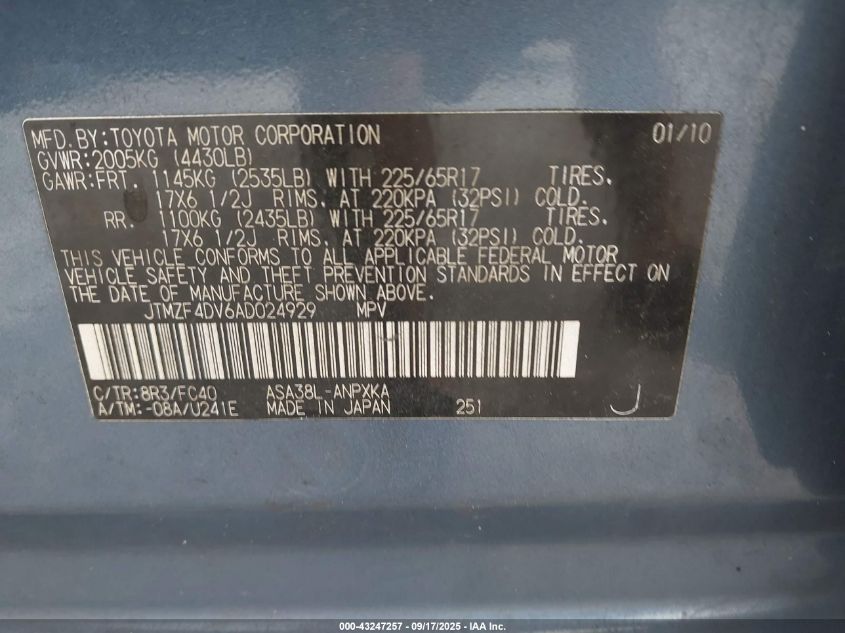 MFD. BY: TOYOTA MOTOR CORPORATION 01/10
GVWR: 2005KG (4430LB)
GAWR: FRT. 1145KG (2535LB) WITH 225/65R17 TIRES.
17X6 1/2J RIMS. AT 220KPA (32PSI) COLD.
RR. 1100KG (2435LB) WITH 225/65R17 TIRES.
17X6 1/2J RIMS. AT 220KPA (32PSI) COLD.
THIS VEHICLE CONFORMS TO ALL APPLICABLE FEDERAL MOTOR
VEHICLE SAFETY AND THEFT PREVENTION STANDARDS IN EFFECT ON
THE DATE OF MANUFACTURE SHOWN ABOVE.
JTMZF4DV6AD024929 MPV
C/TR: 8R3/FC40 ASA38L-ANPXKA
A/TM: -08A/U241E MADE IN JAPAN 251 J
000-43247257 - 09/17/2025 - IAA Inc.